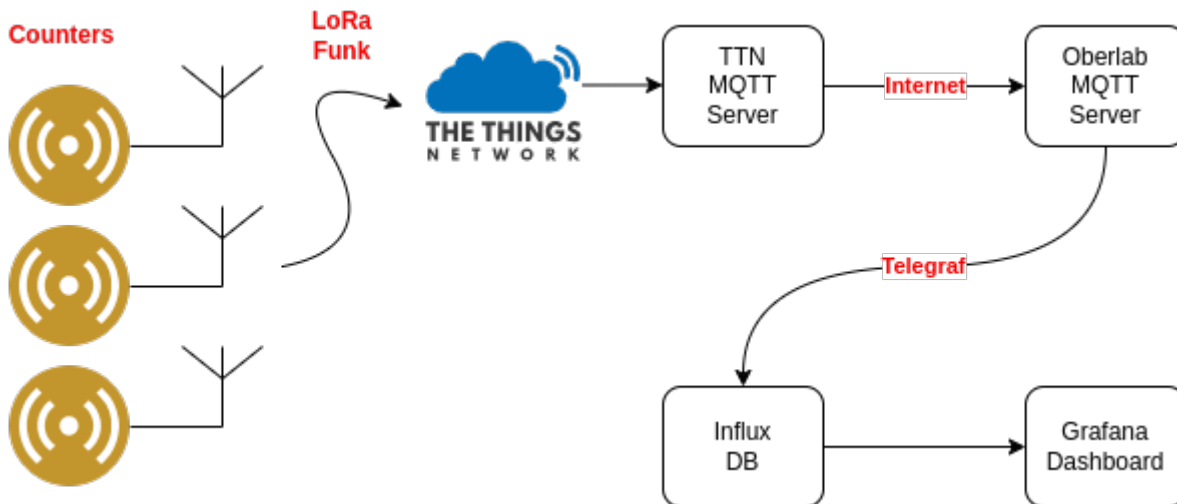 Counters
LoRa
Funk
THE THINGS
NETWORK
TTN
MQTT
Server
Internet
Oberlab
MQTT
Server
Telegraf
Influx
DB
Grafana
Dashboard